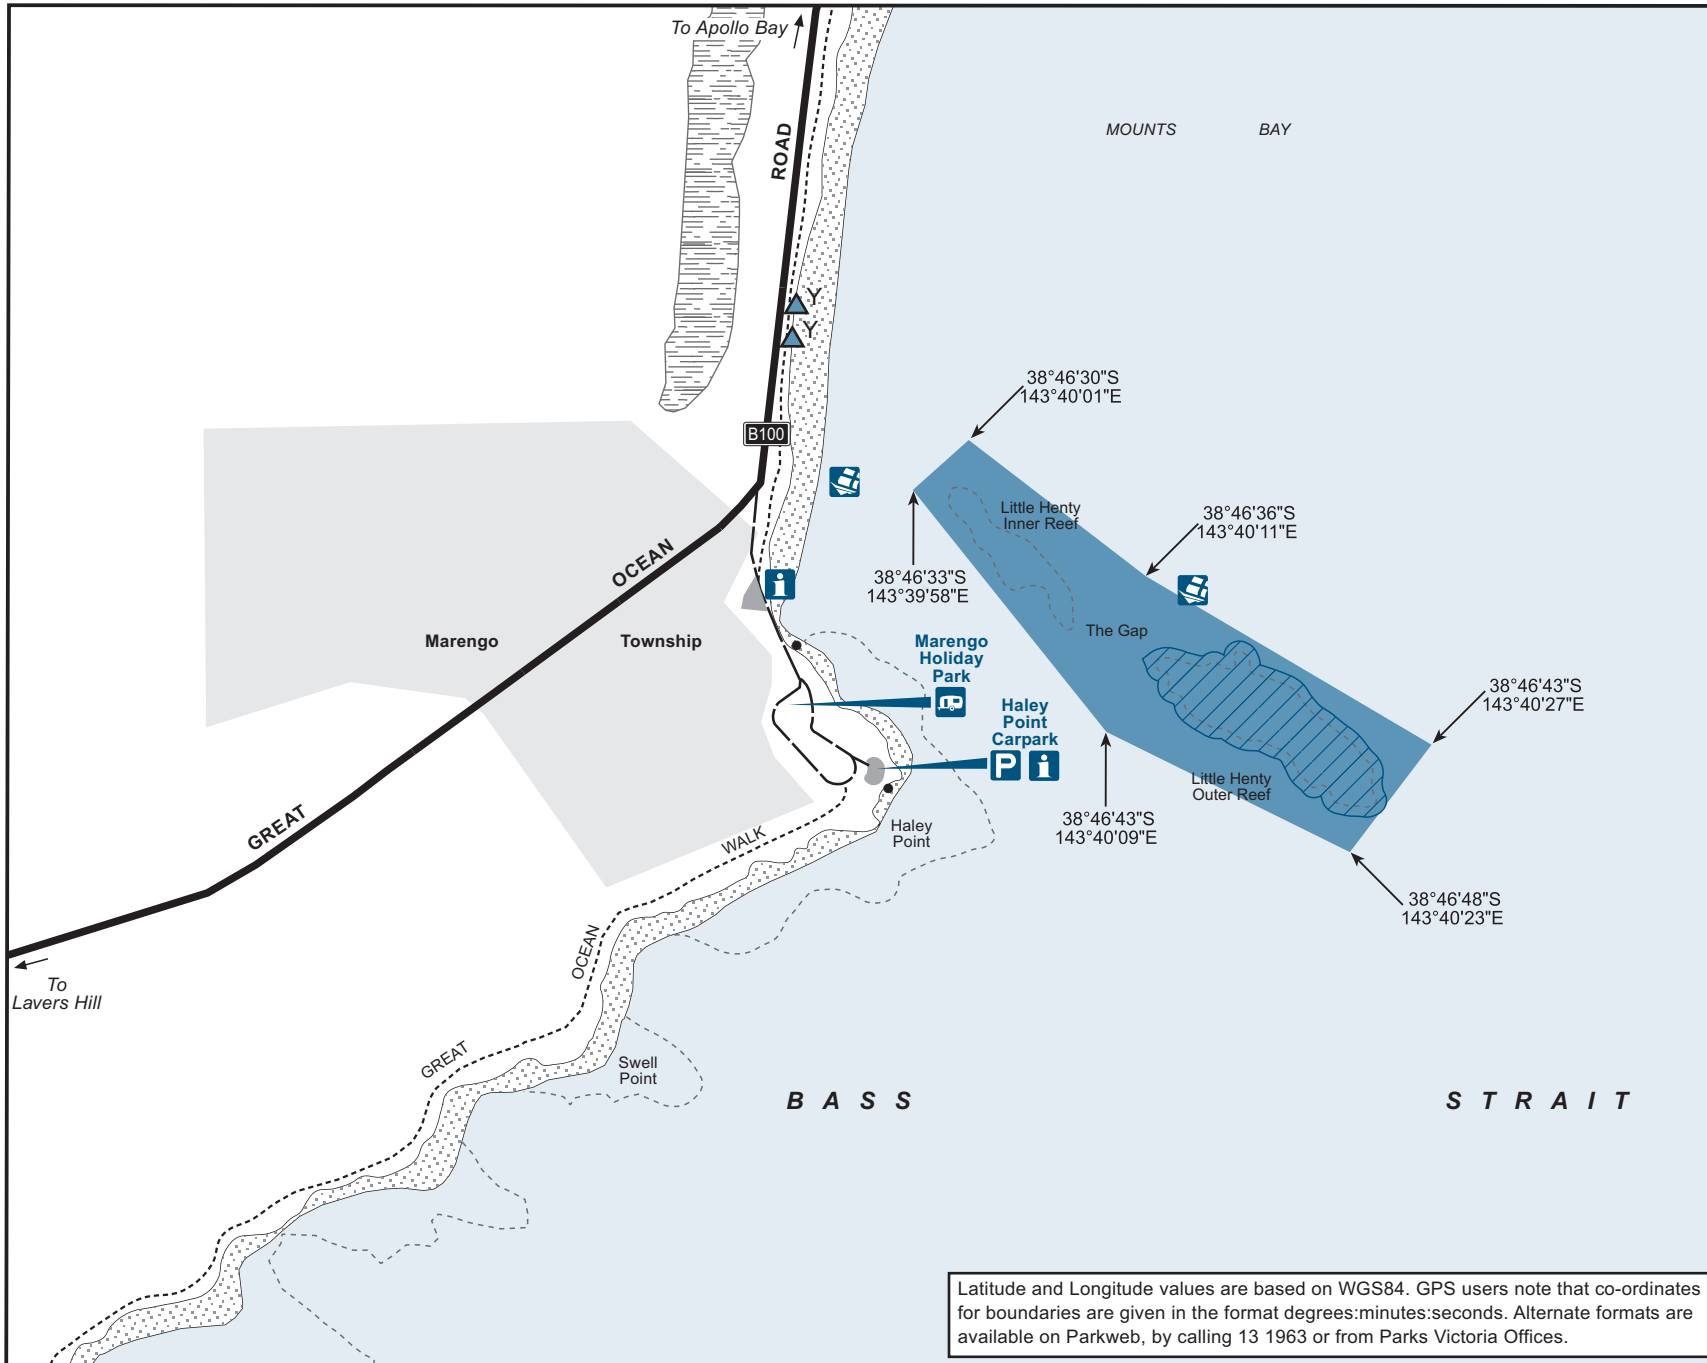 To Apollo Bay
MOUNTS BAY
ROAD
Y
Y
38°46'30"S
143°40'01"E
B100
Little Henty
Inner Reef
38°46'36"S
143°40'11"E
OCEAN
i
38°46'33"S
143°39'58"E
The Gap
Marengo Township
Marengo
Holiday
Park
38°46'43"S
143°40'27"E
Haley
Point
Carpark
P i
Little Henty
Outer Reef
GREAT
38°46'43"S
143°40'09"E
Haley
Point
WALK
38°46'48"S
143°40'23"E
OCEAN
To
Lavers Hill
GREAT
Swell
Point
BASS STRAIT
Latitude and Longitude values are based on WGS84. GPS users note that co-ordinates
for boundaries are given in the format degrees:minutes:seconds. Alternate formats are
available on Parkweb, by calling 13 1963 or from Parks Victoria Offices.